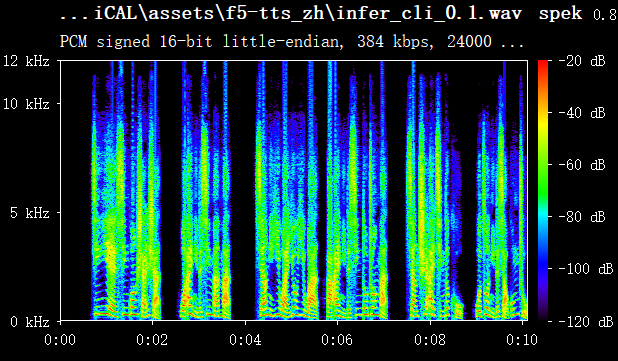 ...iCAL\assets\f5-tts_zh\infer_cli_0.1.wav spek 0.8
PCM signed 16-bit little-endian, 384 kbps, 24000 ...
12 kHz
10 kHz
5 kHz
0 kHz
0:00 0:02 0:04 0:06 0:08 0:10
-20 dB
-40 dB
-60 dB
-80 dB
-100 dB
-120 dB